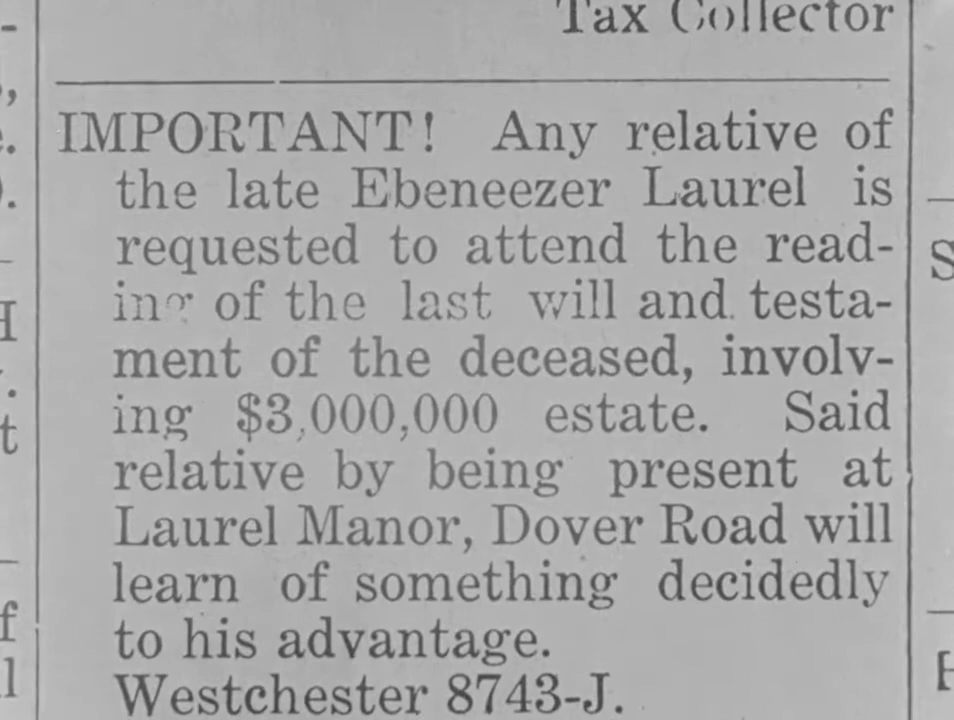 Tax Collector
IMPORTANT! Any relative of
the late Ebeneezer Laurel is
requested to attend the read-
ing of the last will and testa-
ment of the deceased, involv-
ing $3,000,000 estate. Said
relative by being present at
Laurel Manor, Dover Road will
learn of something decidedly
to his advantage.
Westchester 8743-J.